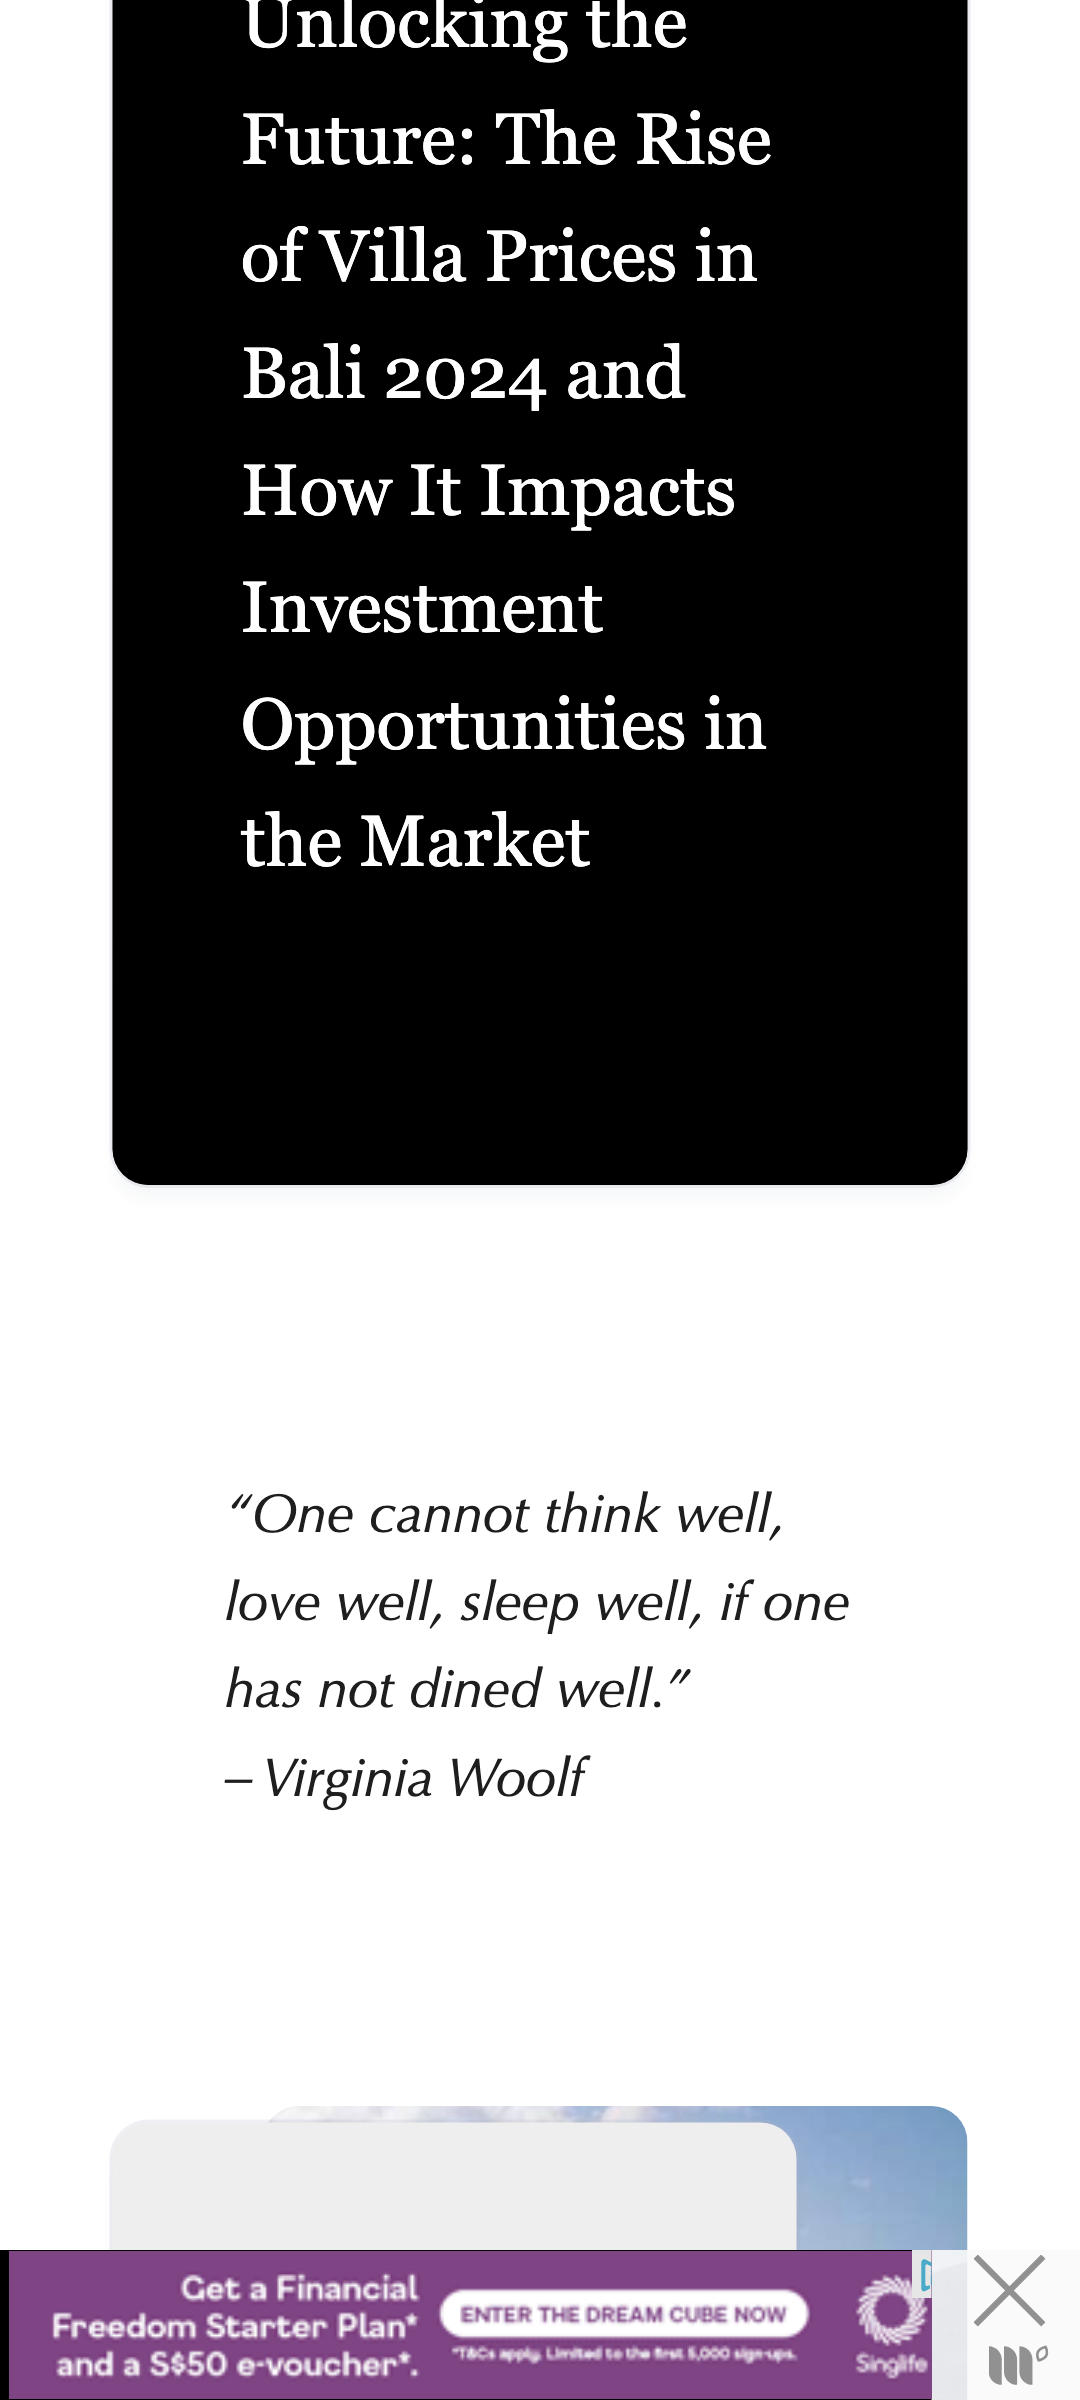 Unlocking the
Future: The Rise
of Villa Prices in
Bali 2024 and
How It Impacts
Investment
Opportunities in
the Market
“One cannot think well,
love well, sleep well, if one
has not dined well.”
– Virginia Woolf
Get a Financial
Freedom Starter Plan*
and a S$50 e-voucher*.
ENTER THE DREAM CUBE NOW
*T&Cs apply. Limited to the first 5,000 sign-ups.
Singlife